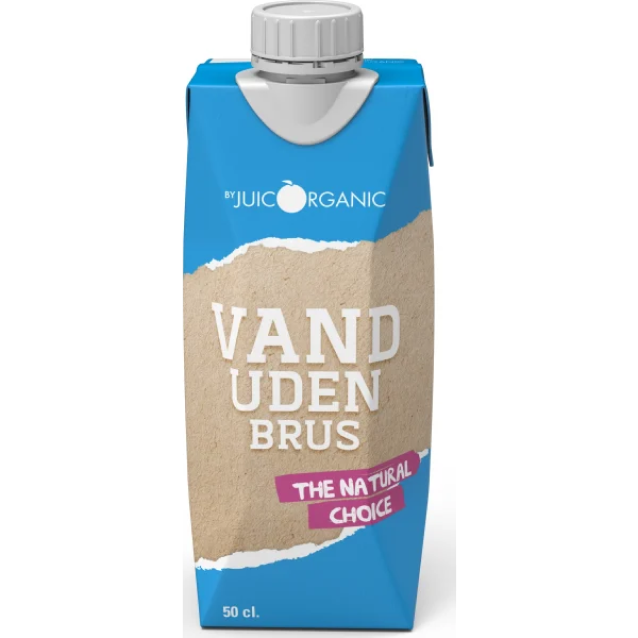 BY JUICORGANIC
VAND
UDEN
BRUS
THE NATURAL
CHOICE
50 cl.